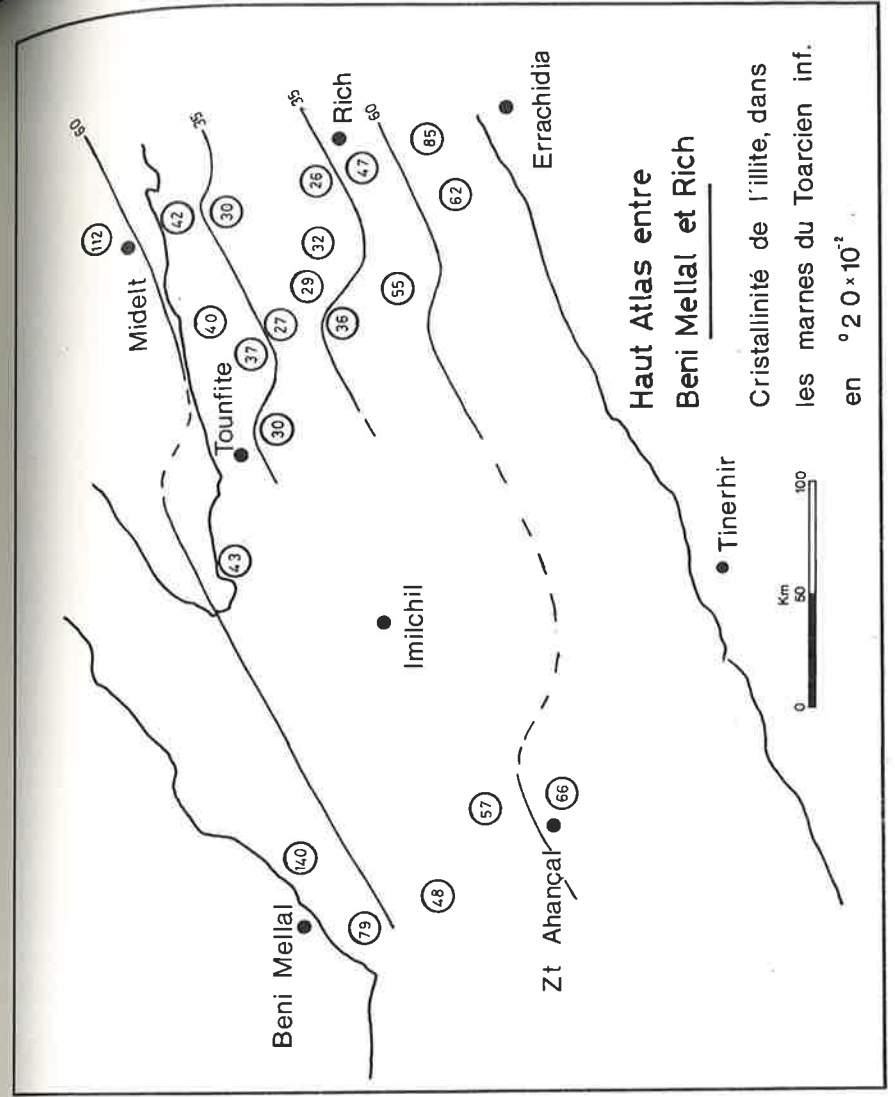 60
112
Midelt
42
35
40
Tounfite
30
43
37
30
27
Beni Mellal
140
29
35
26
32
36
Rich
47
79
60
55
Imilchil
85
48
62
57
Errachidia
Zt Ahançal
66
Tinerhir
Km
0 50 100
Haut Atlas entre
Beni Mellal et Rich
Cristallinité de l'illite, dans
les marnes du Toarcien inf.
en °2 0 × 10⁻²